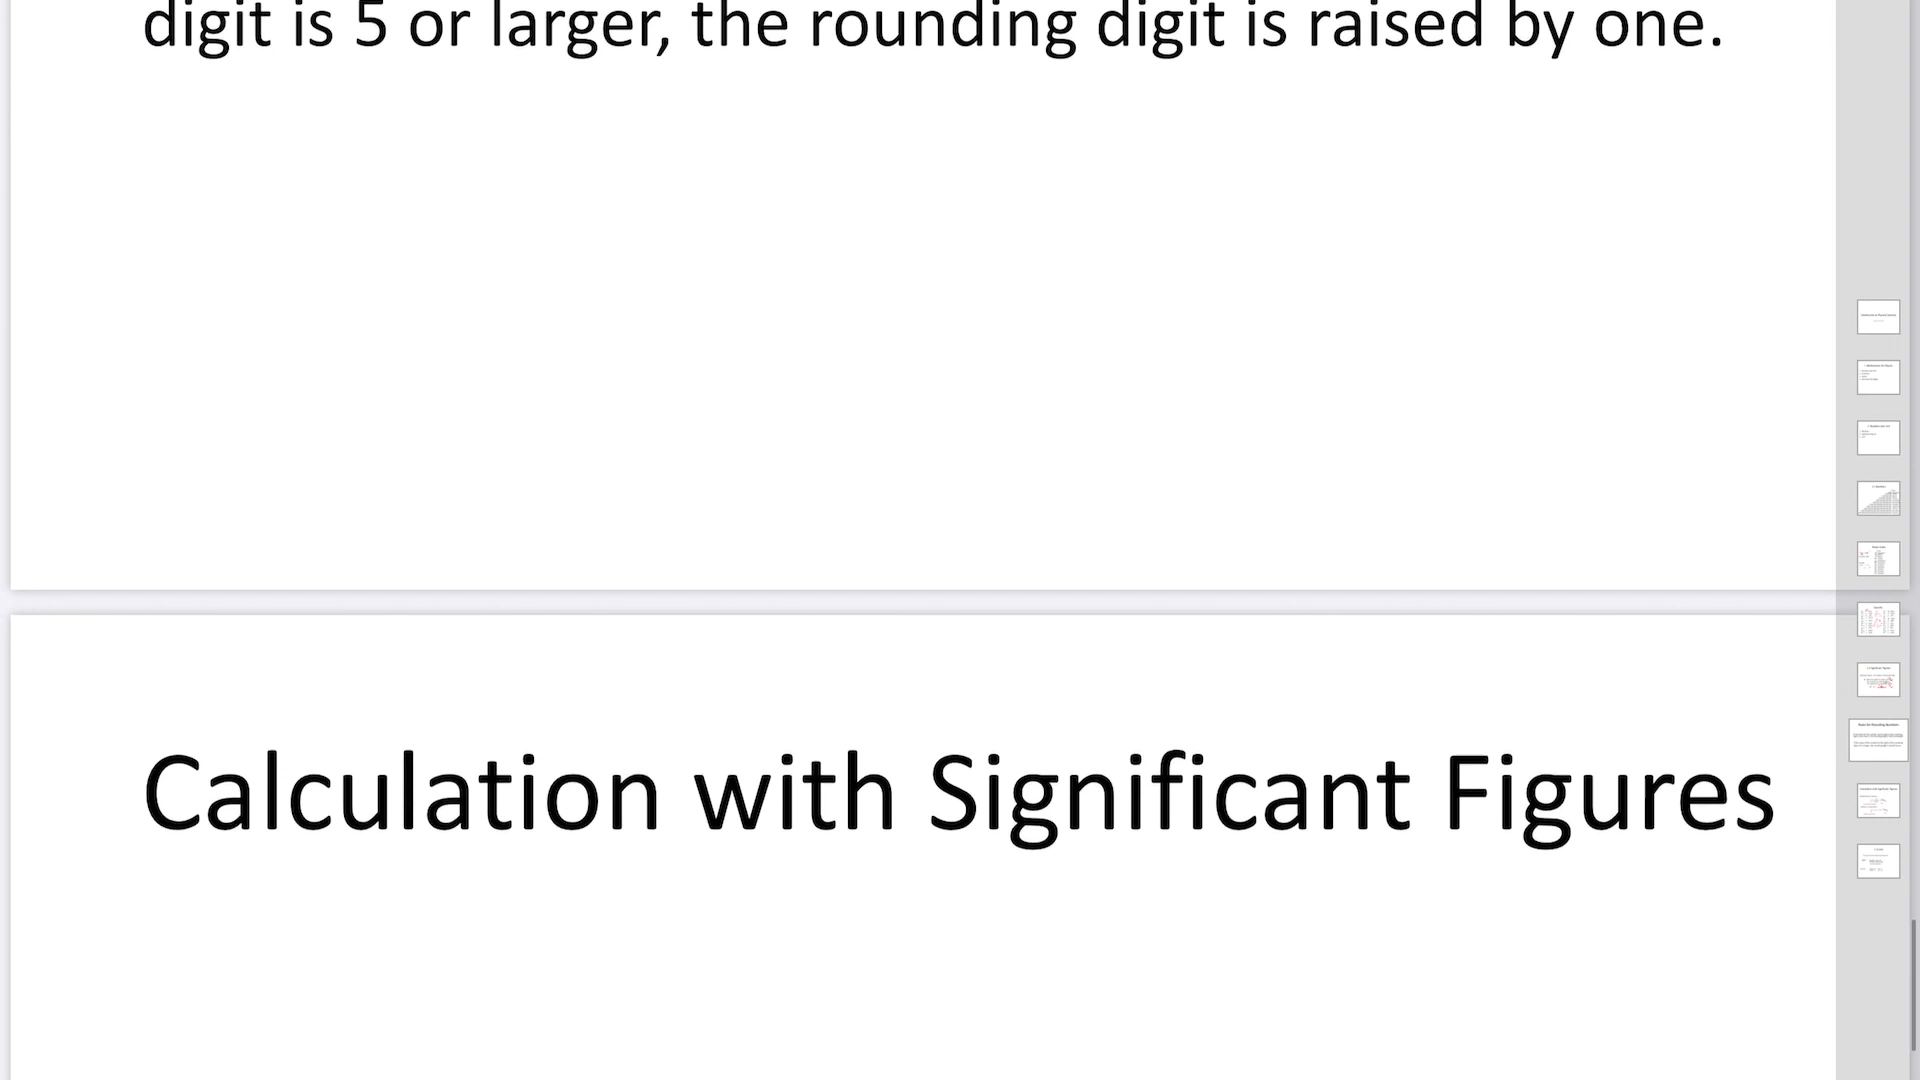 digit is 5 or larger, the rounding digit is raised by one.
Calculation with Significant Figures